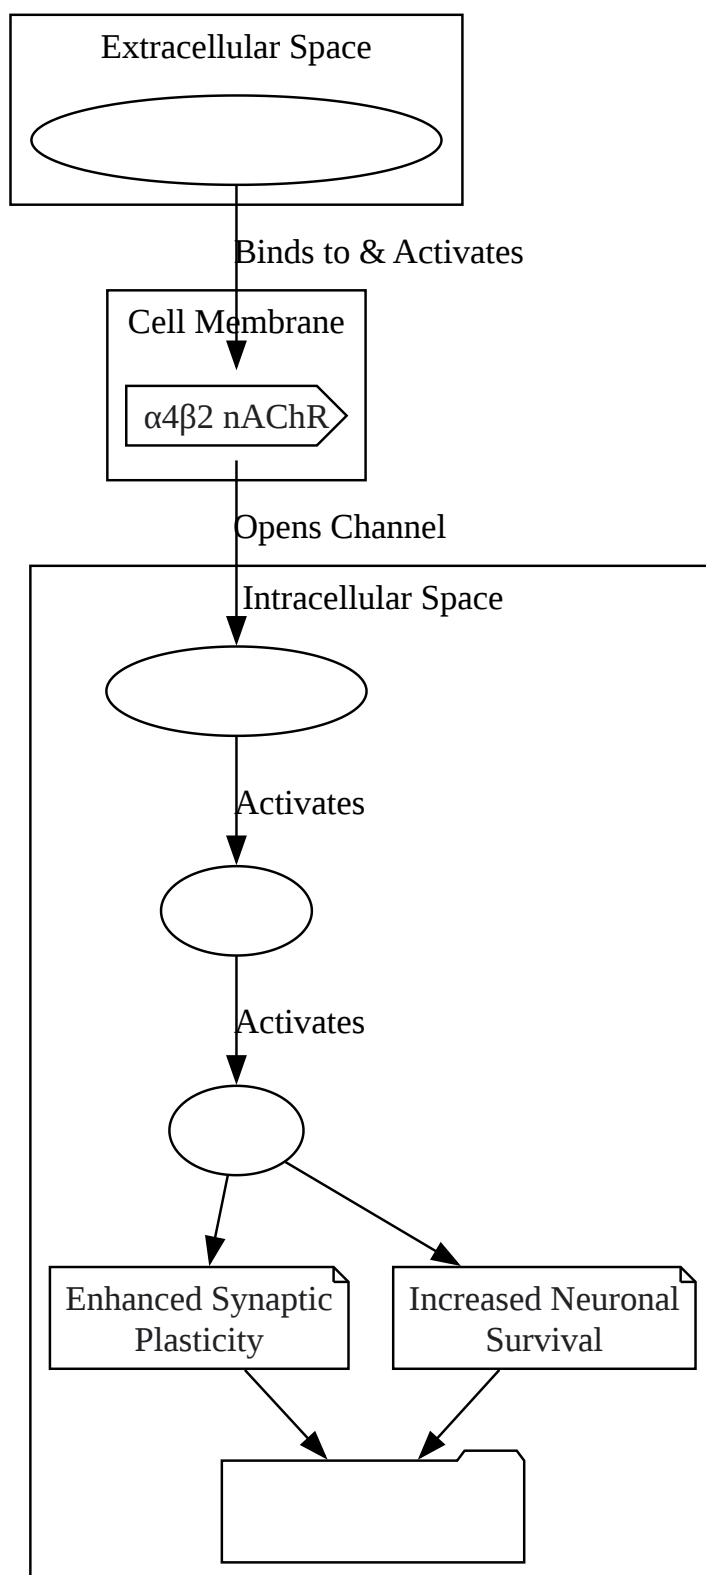 Extracellular Space
Binds to & Activates
Cell Membrane
α4β2 nAChR
Opens Channel
Intracellular Space
Activates
Activates
Enhanced Synaptic
Plasticity
Increased Neuronal
Survival